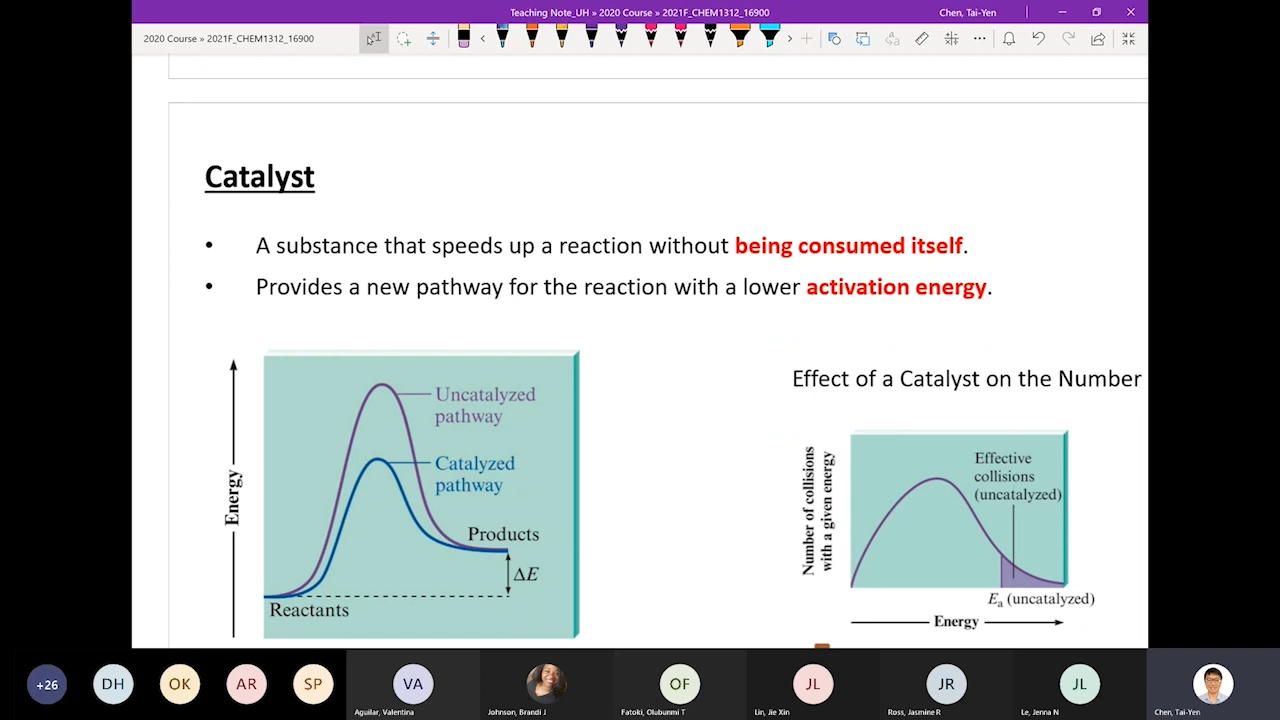 Teaching Note_UH » 2020 Course » 2021F_CHEM1312_16900
Chen, Tai-Yen
2020 Course » 2021F_CHEM1312_16900
Catalyst
• A substance that speeds up a reaction without being consumed itself.
• Provides a new pathway for the reaction with a lower activation energy.
Energy
Uncatalyzed
pathway
Catalyzed
pathway
Products
ΔE
Reactants
Effect of a Catalyst on the Number
Number of collisions
with a given energy
Effective
collisions
(uncatalyzed)
Ea (uncatalyzed)
Energy
+26
DH
OK
AR
SP
VA
OF
JL
JR
JL
Aguilar, Valentina
Johnson, Brandi J
Fatoki, Olubunmi T
Lin, Jie Xin
Ross, Jasmine R
Le, Jenna N
Chen, Tai-Yen